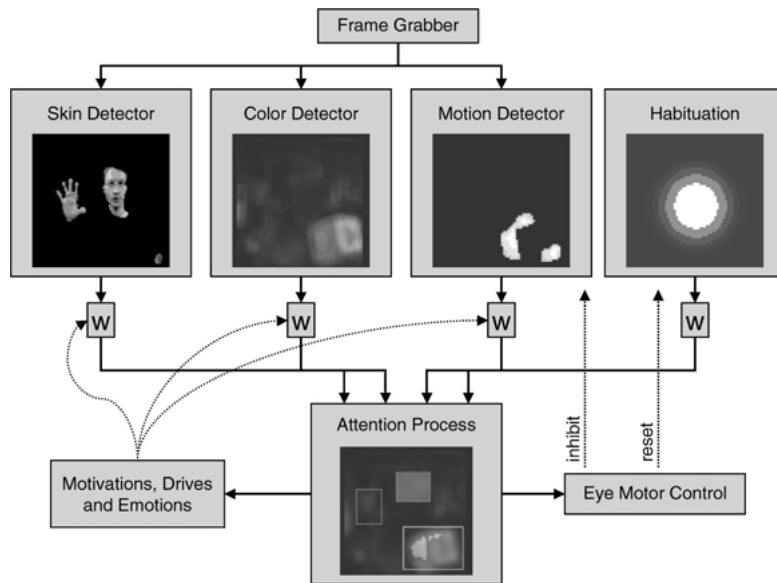 Frame Grabber
Skin Detector
Color Detector
Motion Detector
Habituation
W
W
W
W
Attention Process
inhibit
reset
Motivations, Drives
and Emotions
Eye Motor Control